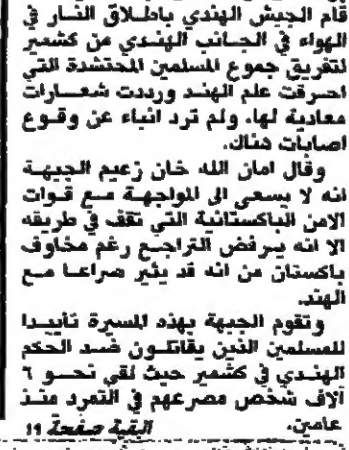 قام الجيش الهندي باطلاق النار في
الهواء في الجانب الهندي من كشمير
لتفريق جموع المسلمين المحتشدة التي
احرقت علم الهند ورددت شعارات
معادية لها، ولم ترد انباء عن وقوع
اصابات هناك.
وقال امان الله خان زعيم الجبهة
انه لا يسعى الى المواجهة مع قوات
الامن الباكستانية التي تقف في طريقه
الا انه يرفض التراجع رغم مخاوف
باكستان من انه قد يثير صراعا مع
الهند.
وتقوم الجبهة بهذه المسيرة تأييدا
للمسلمين الذين يقاتلون ضد الحكم
الهندي في كشمير حيث لقي نحو ٦
آلاف شخص مصرعهم في التمرد منذ
عامين.
البقية صفحة ١٩